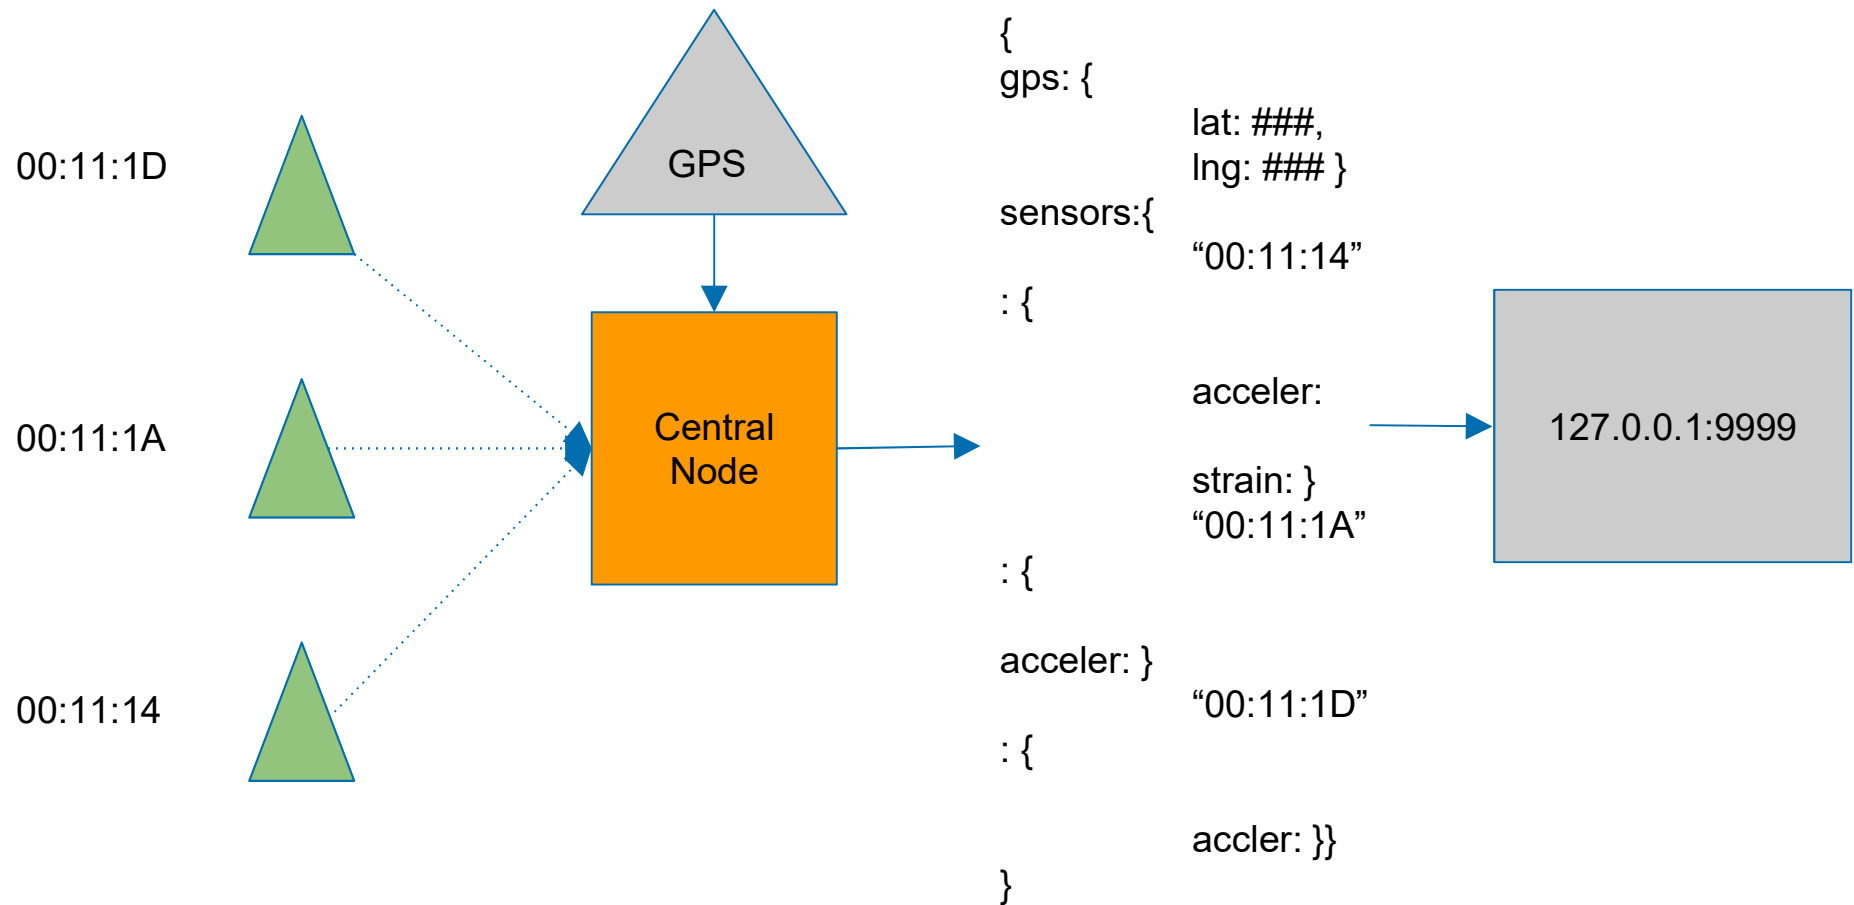 00:11:1D
00:11:1A
00:11:14
GPS
Central
Node
{
gps: {
lat: ###,
lng: ### }
sensors:{
“00:11:14”
: {
acceler:
strain: }
“00:11:1A”
: {
acceler: }
“00:11:1D”
: {
accler: }}
}
127.0.0.1:9999